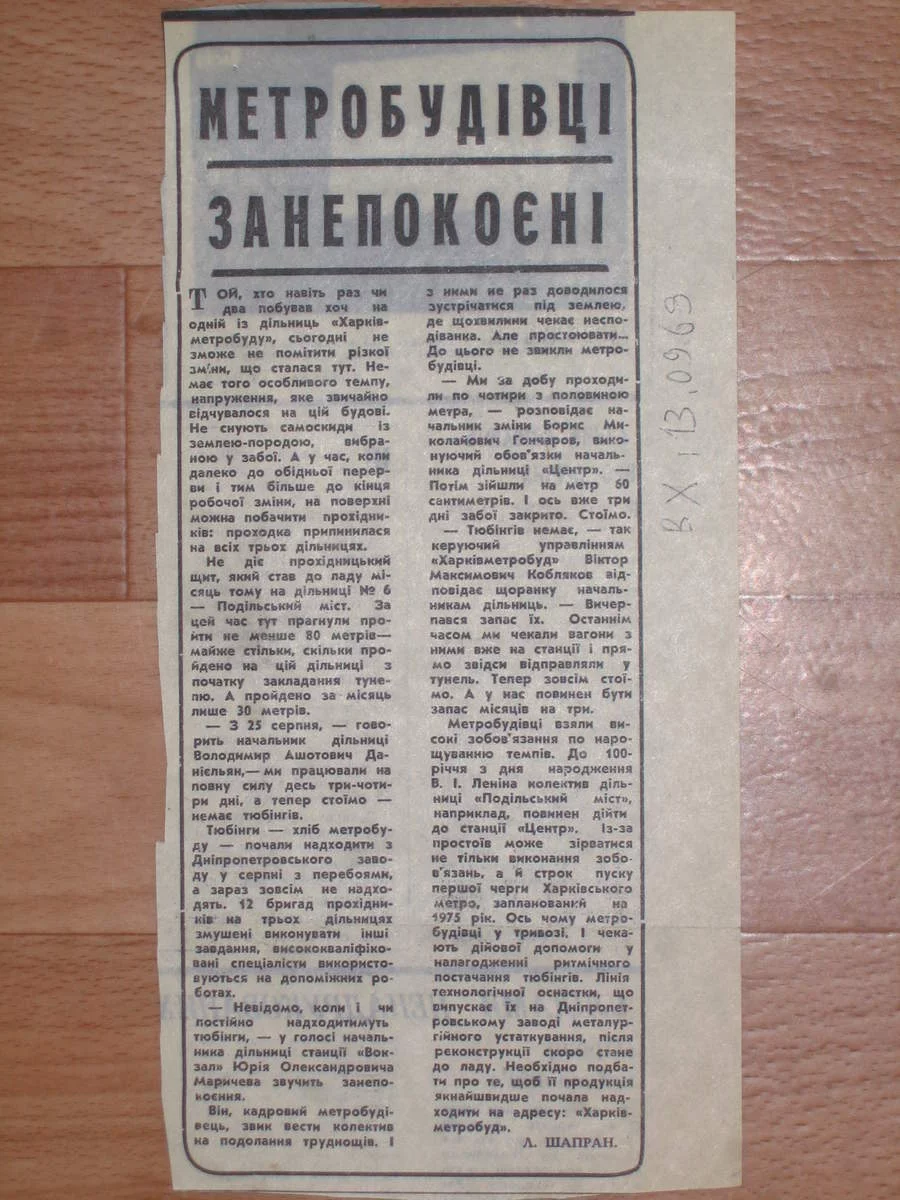 МЕТРОБУДІВЦІ
ЗАНЕПОКОЄНІ
ТОЙ, хто навіть раз чи
два побував хоч на
одній із дільниць «Харків-
метробуду», сьогодні не
зможе не помітити різкої
зміни, що сталася тут. Не-
має того особливого темпу,
напруження, яке звичайно
відчувалося на цій будові.
Не снують самоскиди із
землею-породою, вибра-
ною у забої. А у час, коли
далеко до обідньої перер-
ви і тим більше до кінця
робочої зміни, на поверхні
можна побачити прохідни-
ків: проходка припинилася
на всіх трьох дільницях.
Не діє прохідницький
щит, який став до ладу мі-
сяць тому на дільниці № 6
— Подільський міст. За
цей час тут прагнули про-
йти не менше 80 метрів—
майже стільки, скільки про-
йдено на цій дільниці з
початку закладання туне-
лю. А пройдено за місяць
лише 30 метрів.
— З 25 серпня, — гово-
рить начальник дільниці
Володимир Ашотович Да-
нієльян,— ми працювали на
повну силу десь три-чоти-
ри дні, а тепер стоїмо —
немає тюбінгів.
Тюбінги — хліб метробу-
ду — почали надходити з
Дніпропетровського заво-
ду у серпні з перебоями,
а зараз зовсім не надхо-
дять. 12 бригад прохідни-
ків на трьох дільницях
змушені виконувати інші
завдання, висококваліфіко-
вані спеціалісти використо-
вуються на допоміжних ро-
ботах.
— Невідомо, коли і чи
постійно надходитимуть
тюбінги, — у голосі началь-
ника дільниці станції «Вок-
зал» Юрія Олександровича
Маричева звучить занепо-
коєння.
Він, кадровий метробуді-
вець, звик вести колектив
на подолання труднощів. І
з ними не раз доводилося
зустрічатися під землею,
де щохвилини чекає неспо-
діванка. Але простоювати...
До цього не звикли метро-
будівці.
— Ми за добу проходи-
ли по чотири з половиною
метра, — розповідає на-
чальник зміни Борис Ми-
колайович Гончаров, вико-
нуючий обов'язки началь-
ника дільниці «Центр». —
Потім зійшли на метр 60
сантиметрів. І ось вже три
дні забої закрито. Стоїмо.
— Тюбінгів немає, — так
керуючий управлінням
«Харківметробуд» Віктор
Максимович Кобляков від-
повідає щоранку началь-
никам дільниць. — Вичер-
пався запас їх. Останнім
часом ми чекали вагони з
ними вже на станції і пря-
мо звідси відправляли у
тунель. Тепер зовсім стої-
мо. А у нас повинен бути
запас місяців на три.
Метробудівці взяли ви-
сокі зобов'язання по наро-
щуванню темпів. До 100-
річчя з дня народження
В. І. Леніна колектив діль-
ниці «Подільський міст»,
наприклад, повинен дійти
до станції «Центр». Із-за
простоїв може зірватися
не тільки виконання зобо-
в'язань, а й строк пуску
першої черги Харківського
метро, запланований на
1975 рік. Ось чому метро-
будівці у тривозі. І чека-
ють дійової допомоги у
налагодженні ритмічного
постачання тюбінгів. Лінія
технологічної оснастки, що
випускає їх на Дніпропет-
ровському заводі металур-
гійного устаткування, після
реконструкції скоро стане
до ладу. Необхідно подба-
ти про те, щоб її продукція
якнайшвидше почала над-
ходити на адресу: «Харків-
метробуд».
Л. ШАПРАН.
В Х 13.09.69